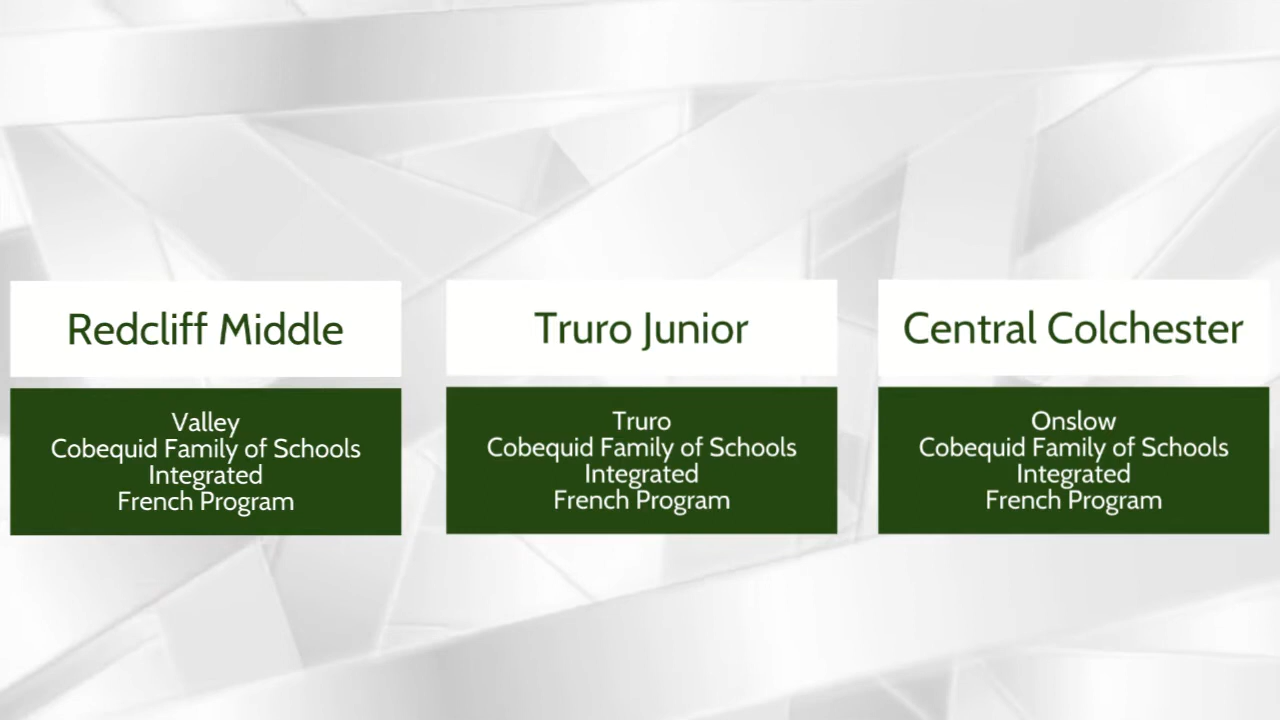 Redcliff Middle
Valley
Cobequid Family of Schools
Integrated
French Program
Truro Junior
Truro
Cobequid Family of Schools
Integrated
French Program
Central Colchester
Onslow
Cobequid Family of Schools
Integrated
French Program